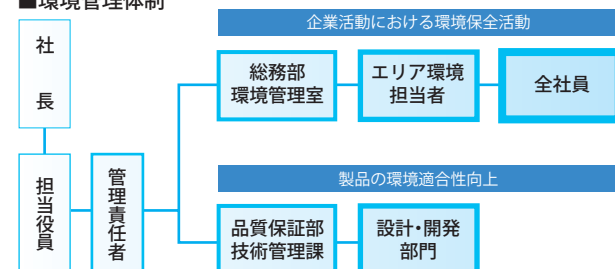 ■環境管理体制
企業活動における環境保全活動
社長
総務部
環境管理室
エリア環境
担当者
全社員
担当役員
管理責任者
製品の環境適合性向上
品質保証部
技術管理課
設計・開発
部門